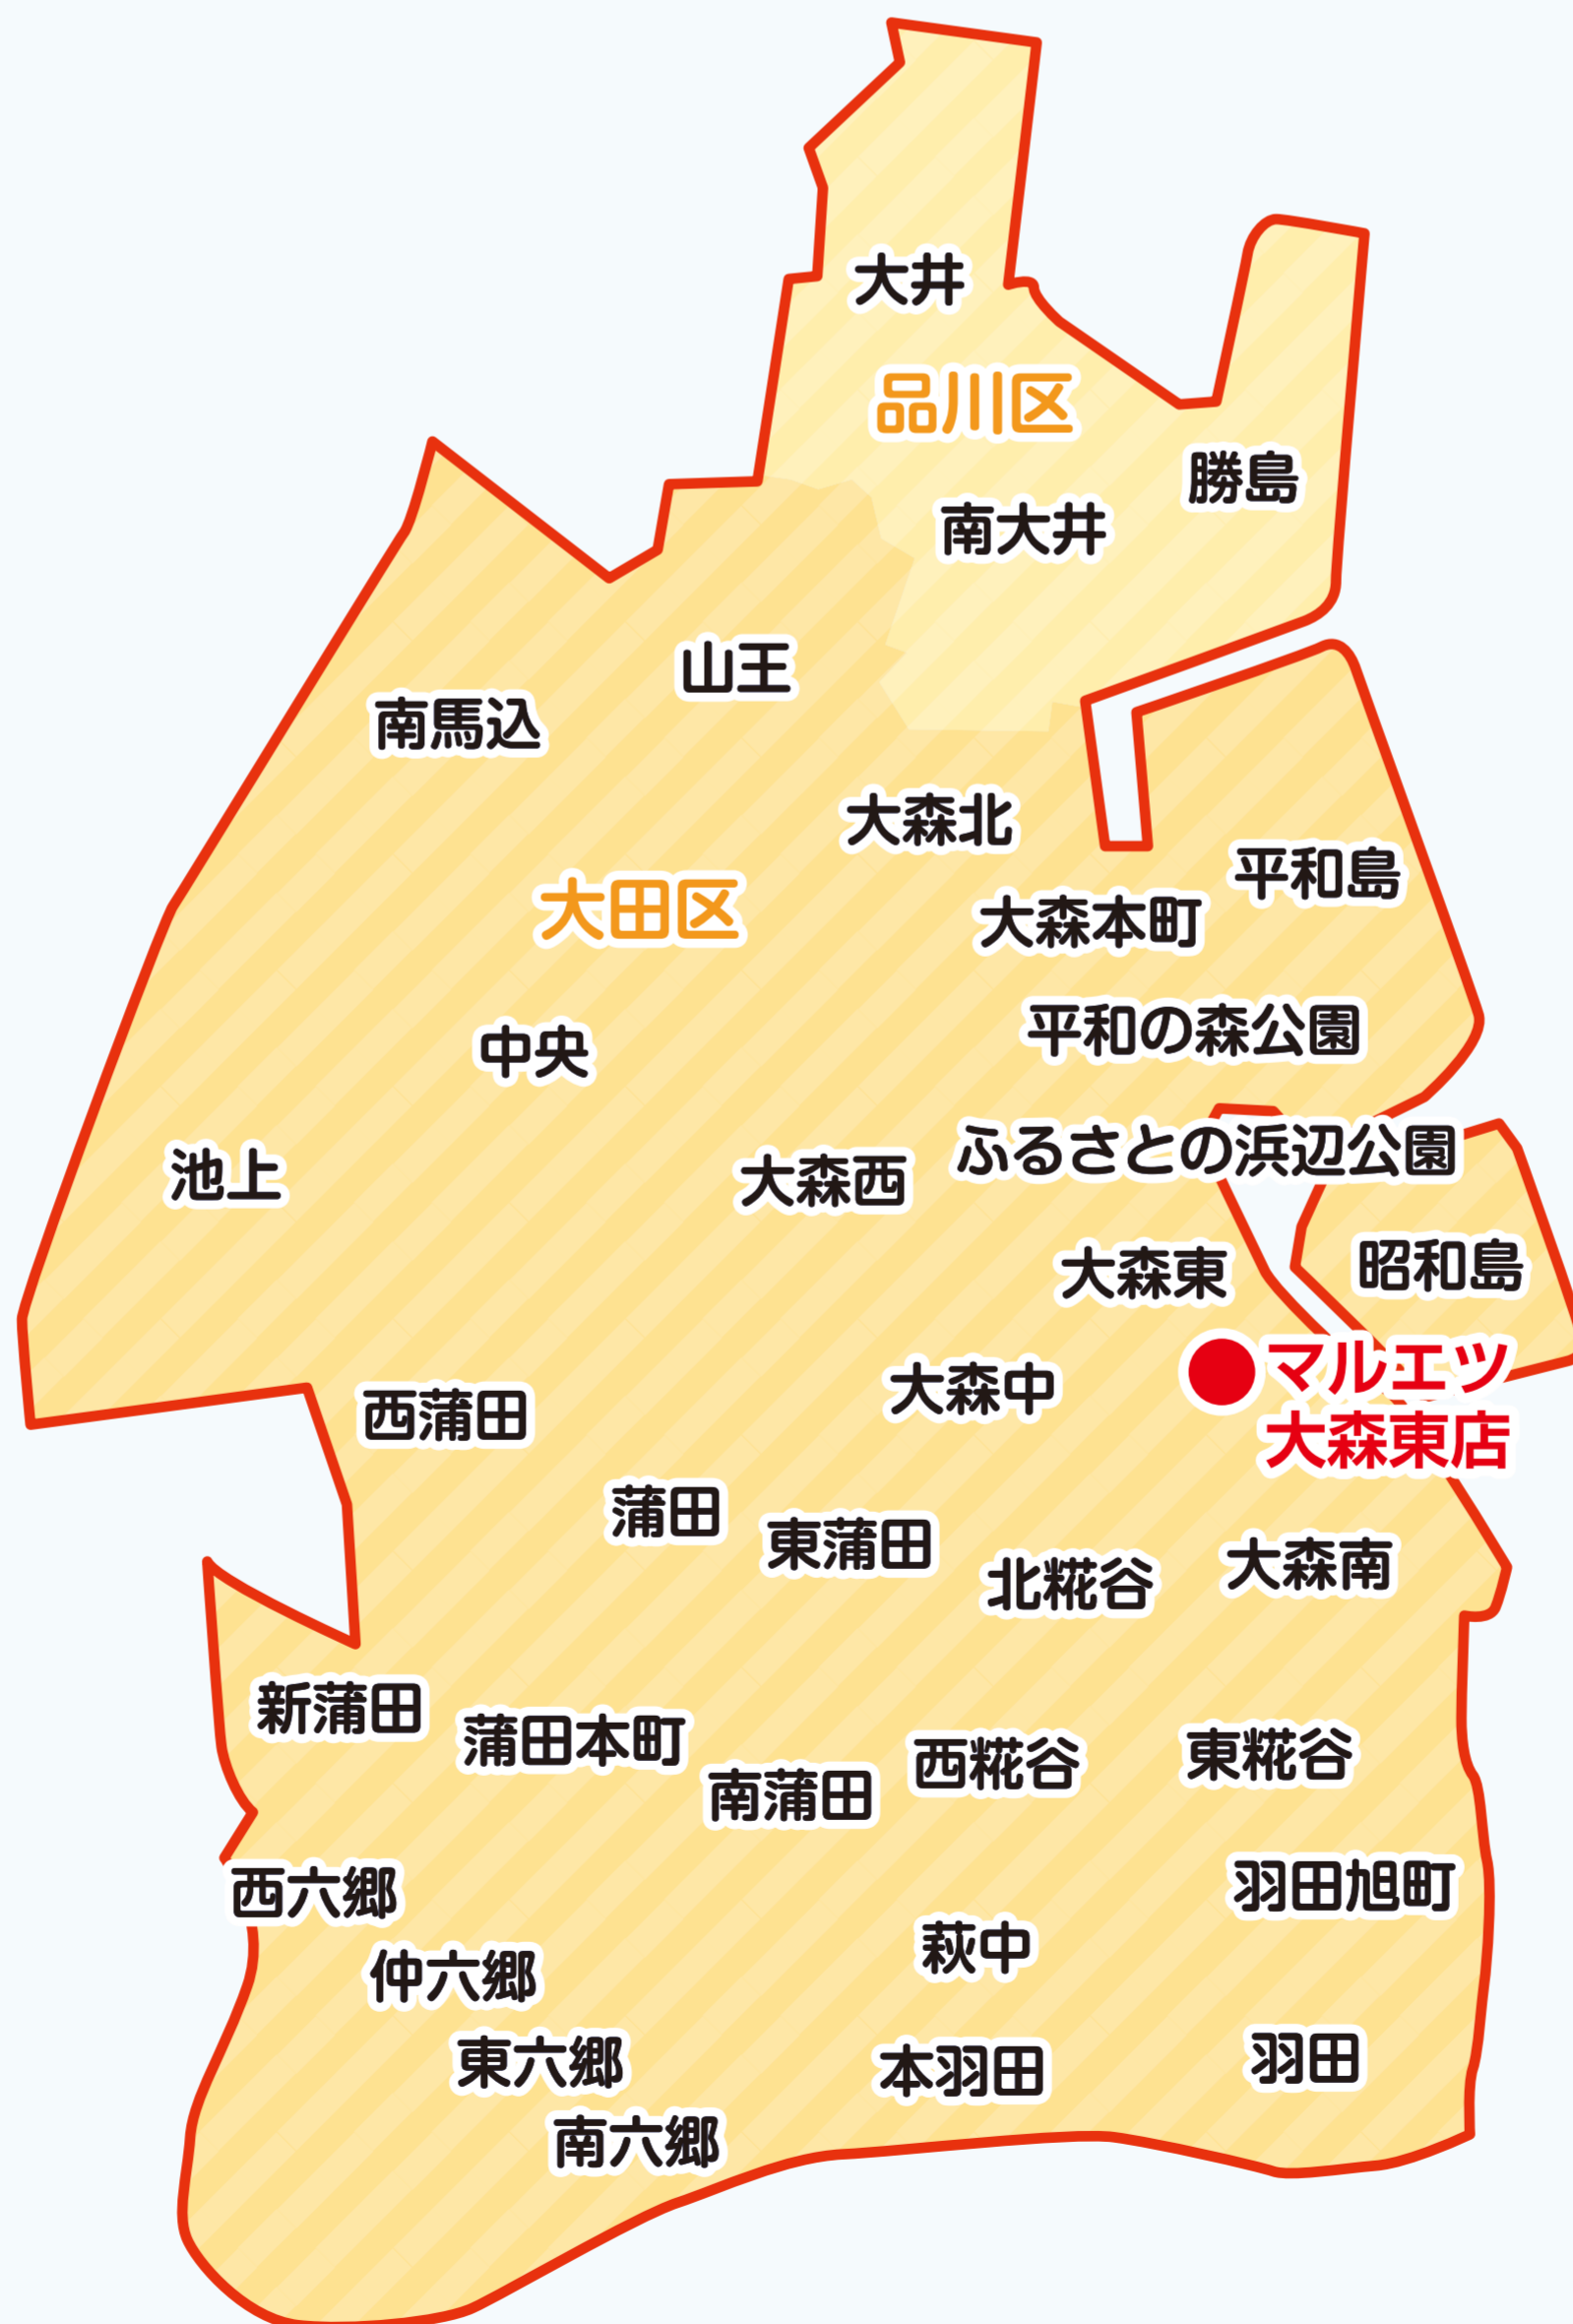 大井
品川区
勝島
南大井
山王
南馬込
大森北
平和島
大田区
大森本町
平和の森公園
中央
ふるさとの浜辺公園
池上
大森西
昭和島
大森東
マルエツ
大森東店
大森中
西蒲田
蒲田
東蒲田
大森南
北糀谷
新蒲田
蒲田本町
東糀谷
西糀谷
南蒲田
羽田旭町
西六郷
萩中
仲六郷
羽田
東六郷
本羽田
南六郷